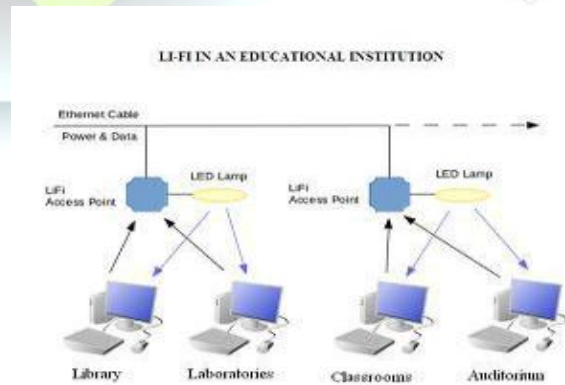 LI-FI IN AN EDUCATIONAL INSTITUTION
Ethernet Cable
Power & Data
LED Lamp
LiFi
Access Point
LED Lamp
LiFi
Access Point
Library
Laboratories
Classrooms
Auditorium